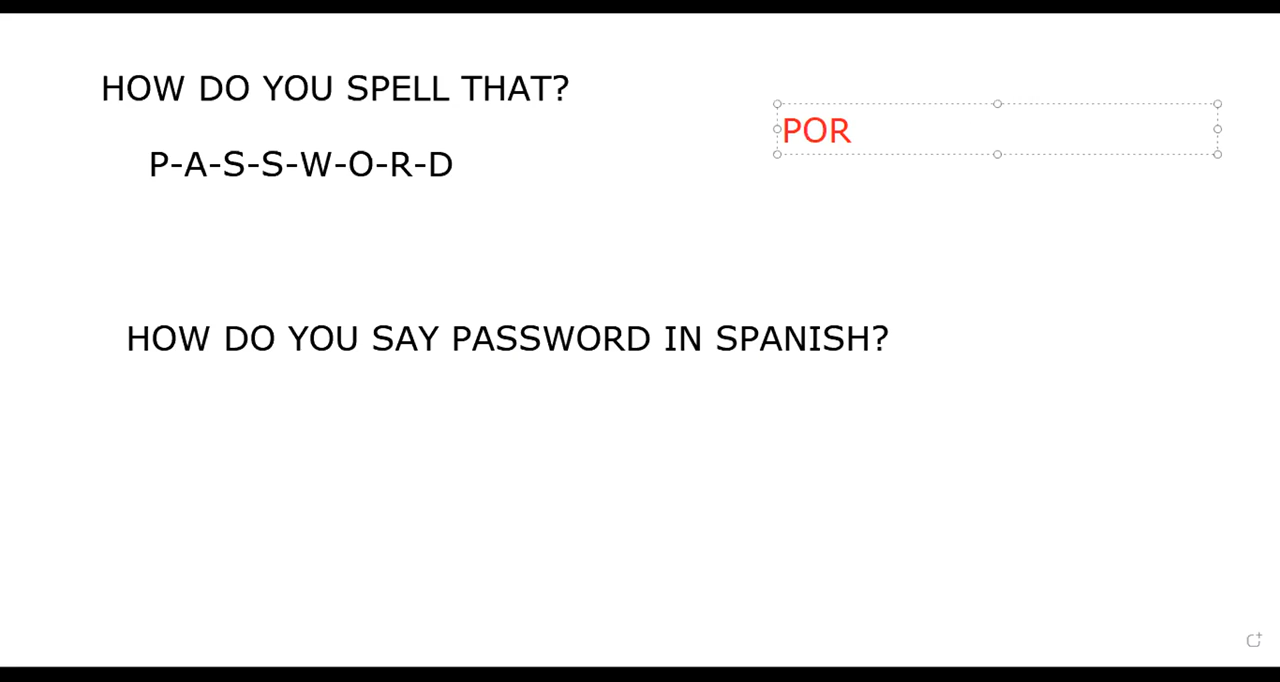 HOW DO YOU SPELL THAT?
POR
P-A-S-S-W-O-R-D
HOW DO YOU SAY PASSWORD IN SPANISH?